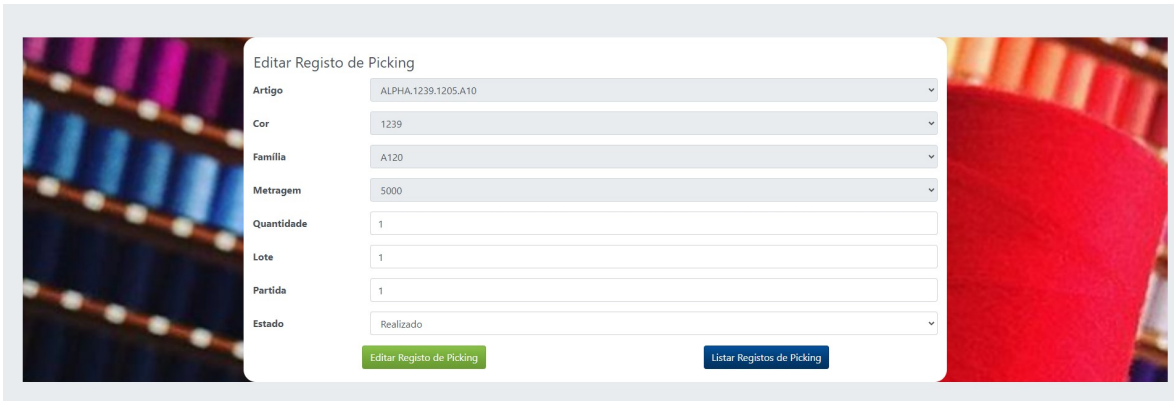 Editar Registo de Picking
Artigo ALPHA.1239.1205.A10
Cor 1239
Família A120
Metragem 5000
Quantidade 1
Lote 1
Partida 1
Estado Realizado
Editar Registo de Picking Listar Registos de Picking